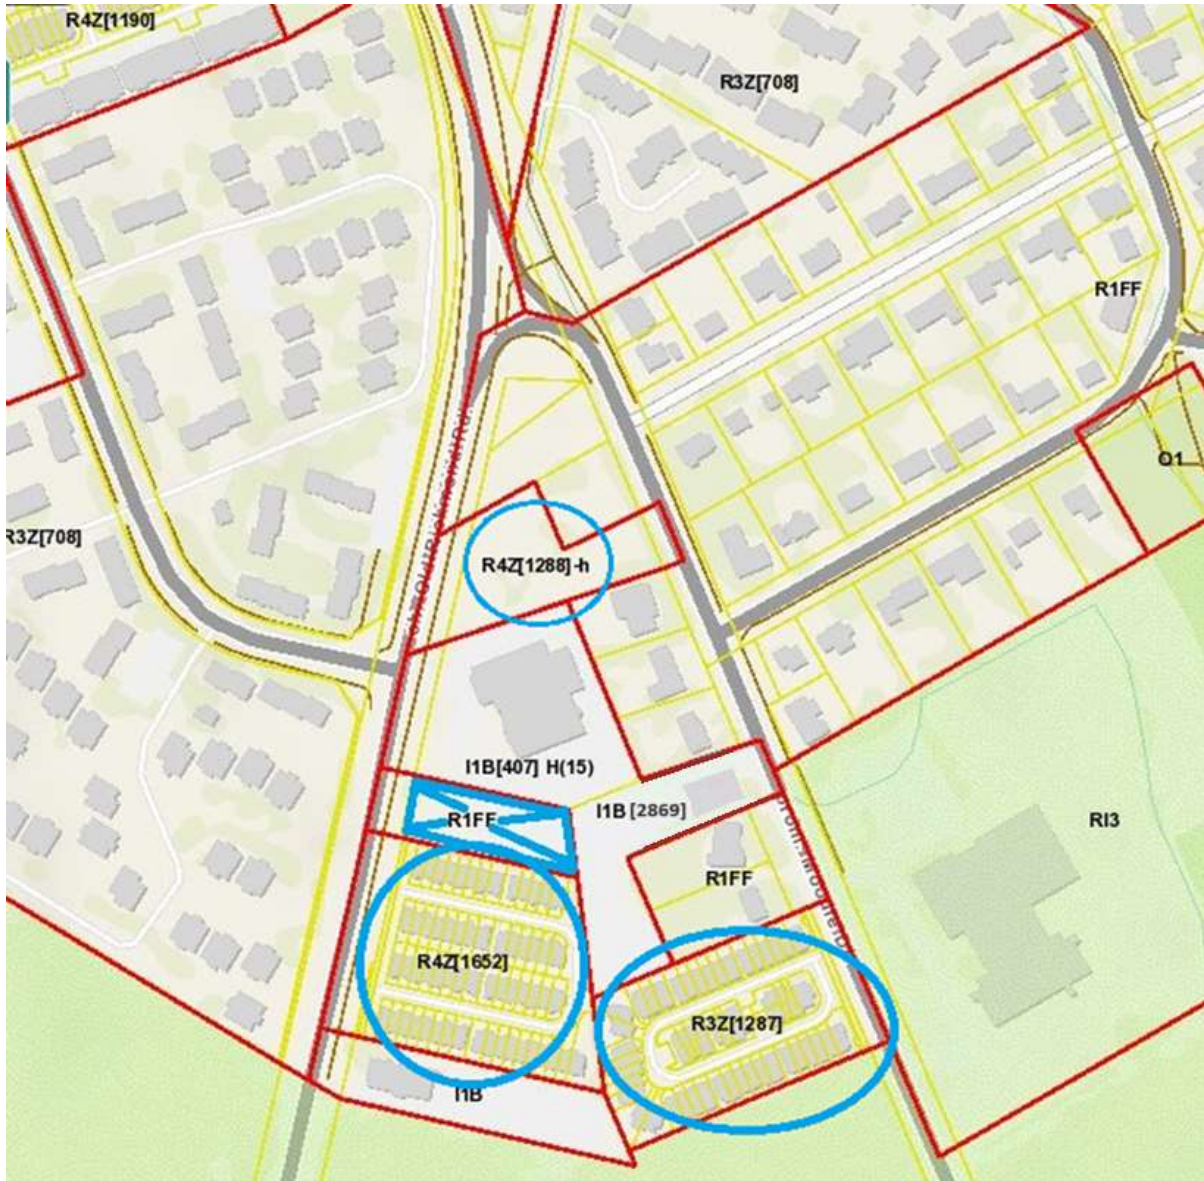 R4Z[1190]
R3Z[708]
R1FF
O1
R3Z[708]
R4Z[1288]-h
I1B[407] H(15)
I1B [2869]
R1FF
RI3
R1FF
R4Z[1652]
R3Z[1287]
I1B